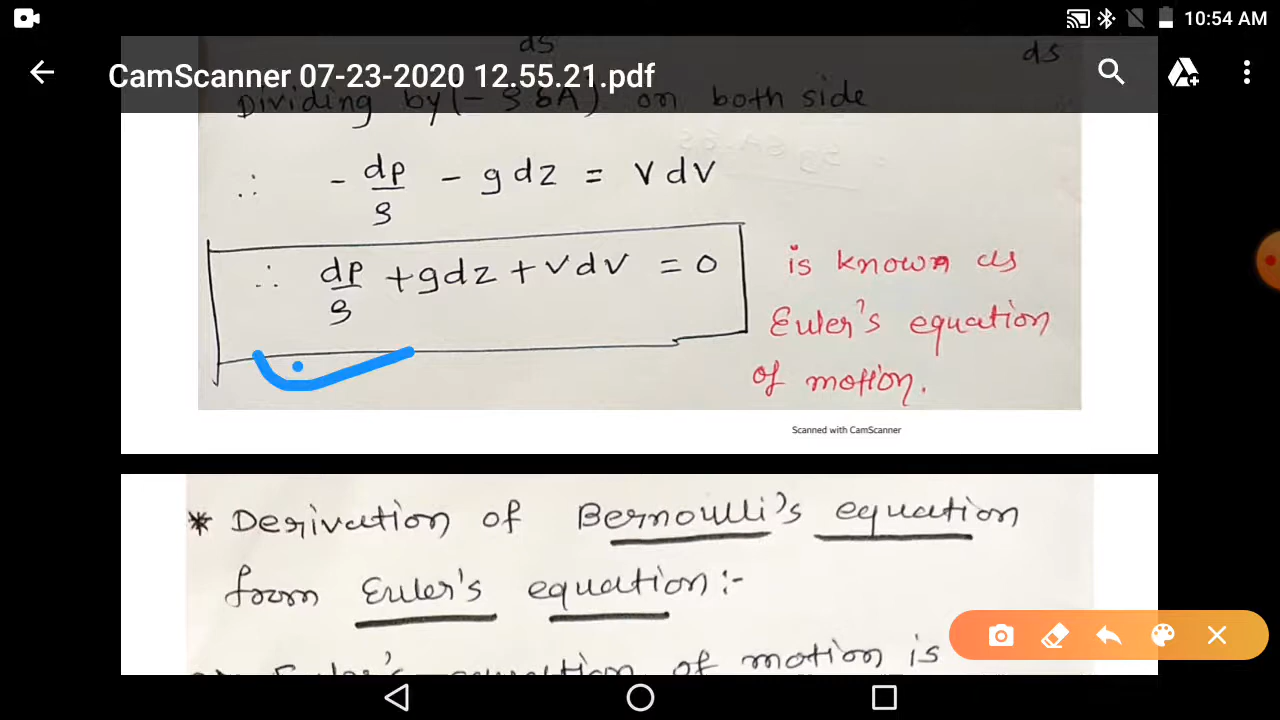 10:54 AM
CamScanner 07-23-2020 12.55.21.pdf
ds
ds
Dividing by (- ρ δA) on both side
∴ - dp/ρ - gdz = VdV
∴ dp/ρ + gdz + VdV = 0
is known as
Euler's equation
of motion.
Scanned with CamScanner
* Derivation of Bernoulli's equation
from Euler's equation:-
Euler's equation of motion is